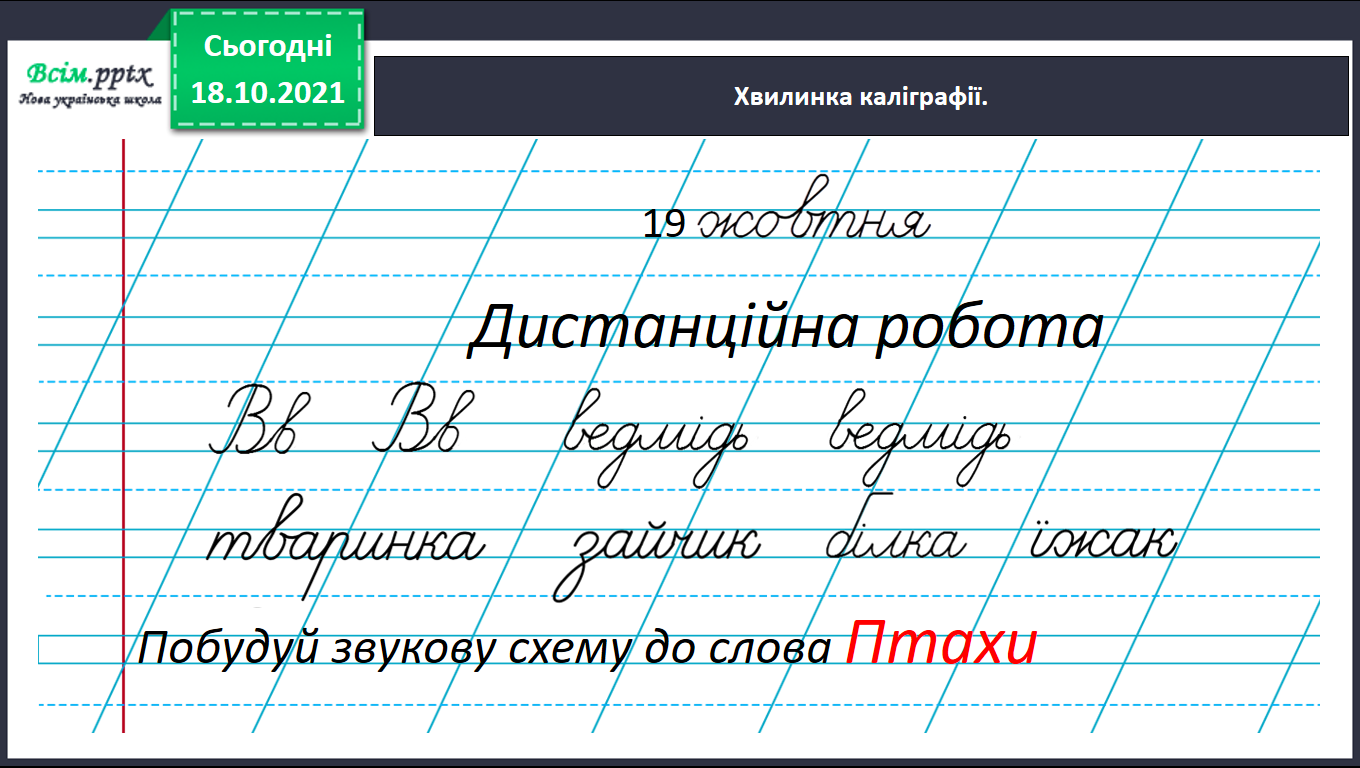 Сьогодні
18.10.2021
Всім.pptx
Нова українська школа
Хвилинка каліграфії.
19 жовтня
Дистанційна робота
Вв Вв ведмідь ведмідь
тваринка зайчик білка їжак
Побудуй звукову схему до слова Птахи